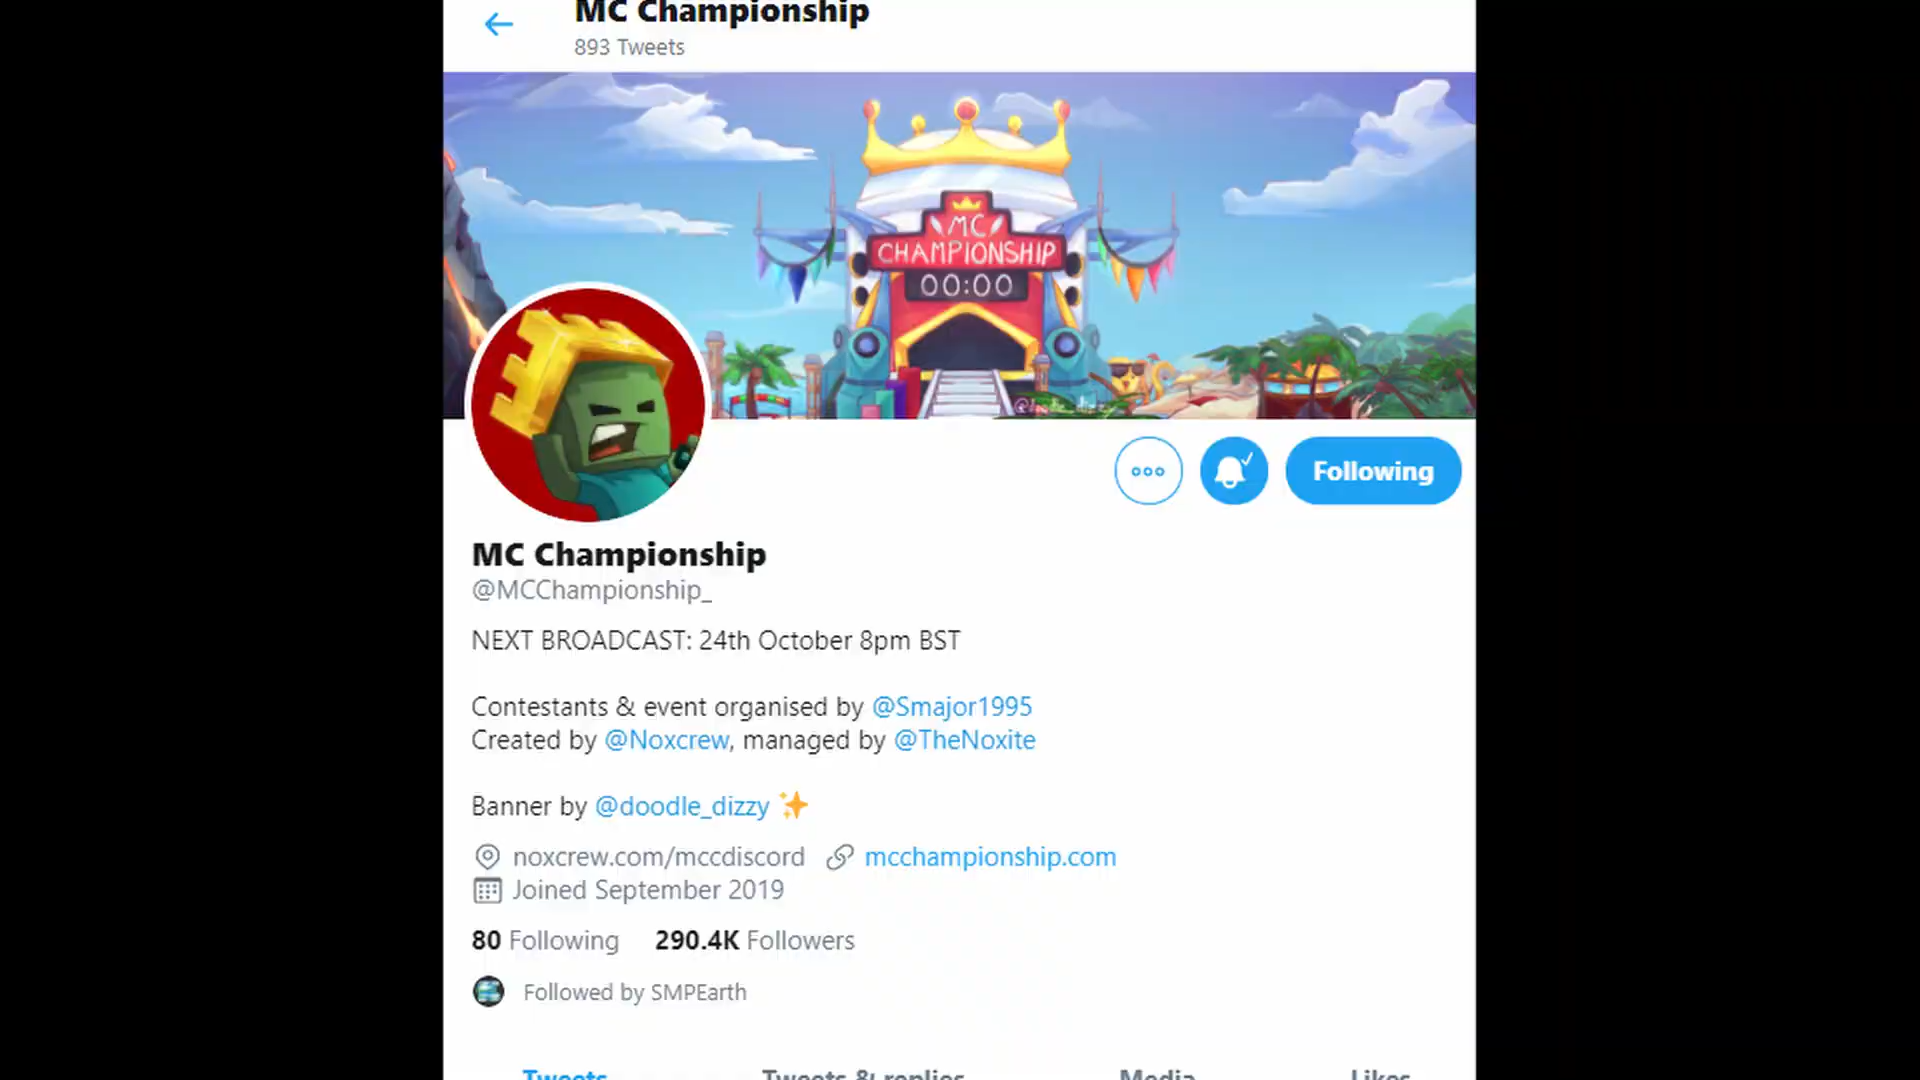 MC Championship
893 Tweets
MC
CHAMPIONSHIP
00:00
@doodle_dizzy
Following
MC Championship
@MCChampionship_
NEXT BROADCAST: 24th October 8pm BST
Contestants & event organised by @Smajor1995
Created by @Noxcrew, managed by @TheNoxite
Banner by @doodle_dizzy ✨
noxcrew.com/mccdiscord mcchampionship.com
Joined September 2019
80 Following 290.4K Followers
Followed by SMPEarth
Tweets Tweets & replies Media Likes